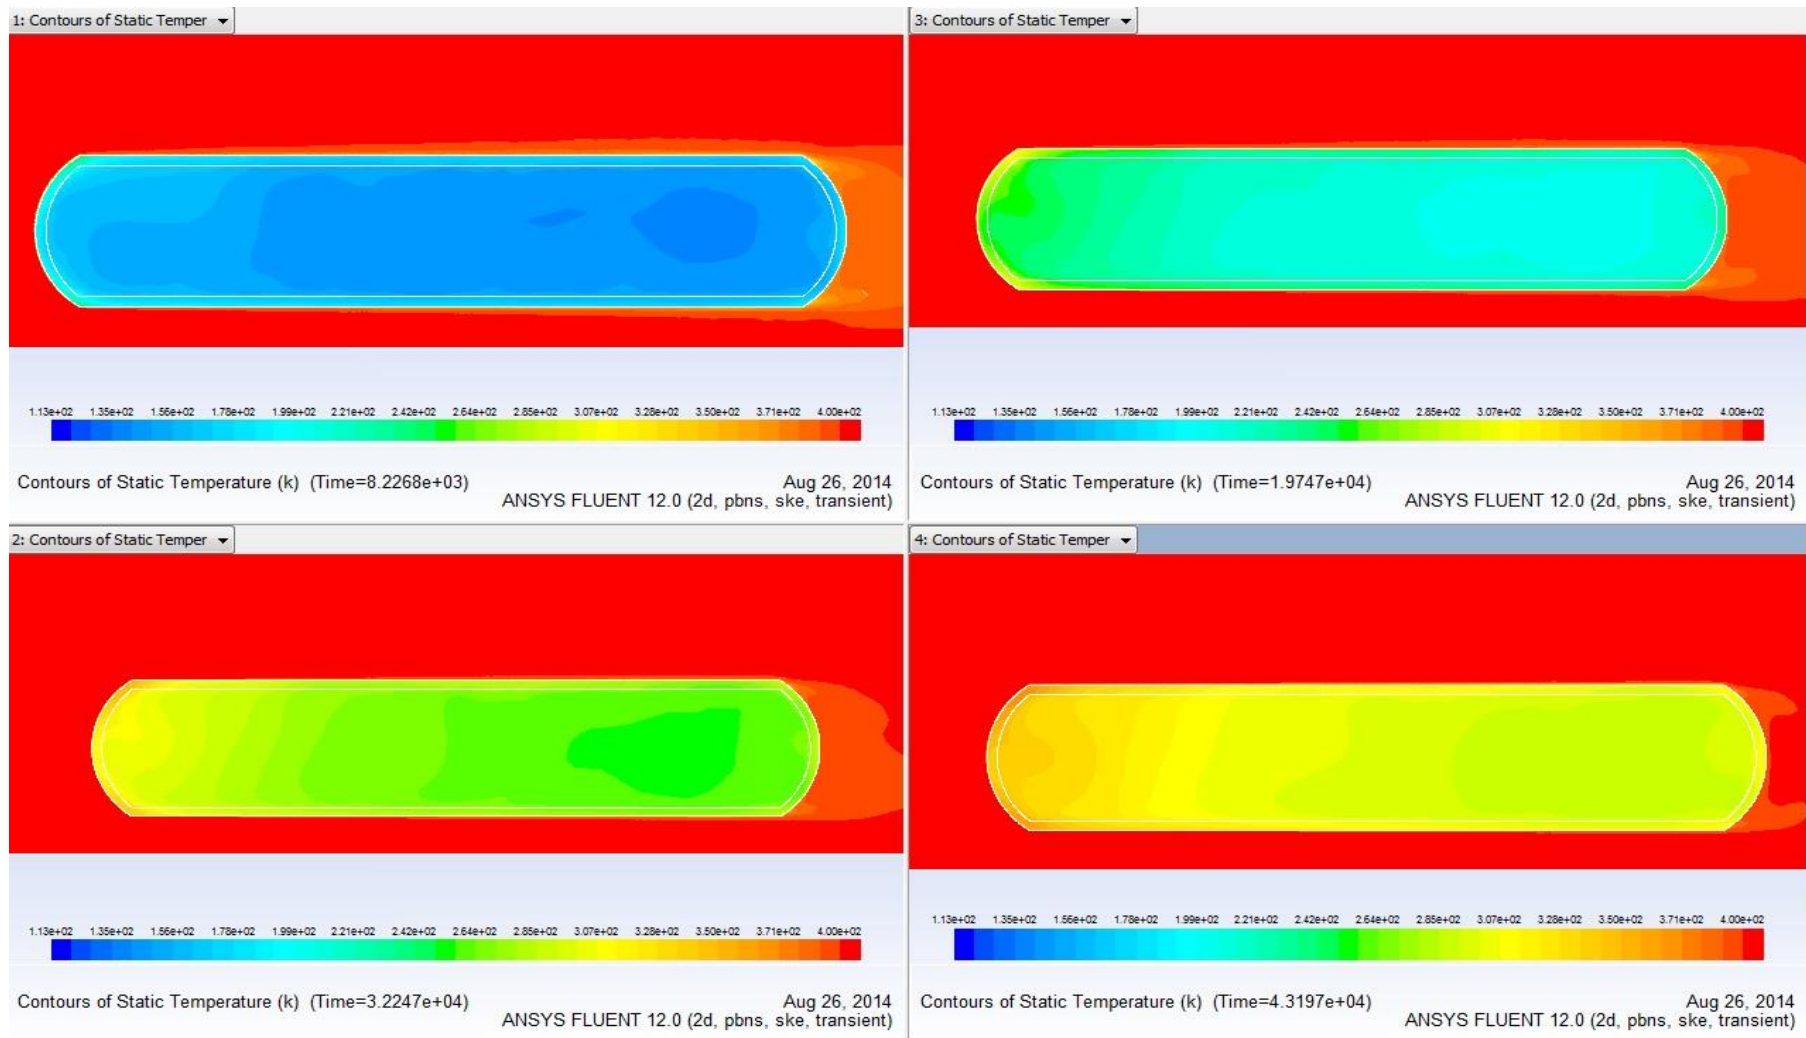 1: Contours of Static Temper
1.13e+02 1.35e+02 1.56e+02 1.78e+02 1.99e+02 2.21e+02 2.42e+02 2.64e+02 2.85e+02 3.07e+02 3.28e+02 3.50e+02 3.71e+02 4.00e+02
Contours of Static Temperature (k) (Time=8.2268e+03)
Aug 26, 2014
ANSYS FLUENT 12.0 (2d, pbns, ske, transient)
3: Contours of Static Temper
1.13e+02 1.35e+02 1.56e+02 1.78e+02 1.99e+02 2.21e+02 2.42e+02 2.64e+02 2.85e+02 3.07e+02 3.28e+02 3.50e+02 3.71e+02 4.00e+02
Contours of Static Temperature (k) (Time=1.9747e+04)
Aug 26, 2014
ANSYS FLUENT 12.0 (2d, pbns, ske, transient)
2: Contours of Static Temper
1.13e+02 1.35e+02 1.56e+02 1.78e+02 1.99e+02 2.21e+02 2.42e+02 2.64e+02 2.85e+02 3.07e+02 3.28e+02 3.50e+02 3.71e+02 4.00e+02
Contours of Static Temperature (k) (Time=3.2247e+04)
Aug 26, 2014
ANSYS FLUENT 12.0 (2d, pbns, ske, transient)
4: Contours of Static Temper
1.13e+02 1.35e+02 1.56e+02 1.78e+02 1.99e+02 2.21e+02 2.42e+02 2.64e+02 2.85e+02 3.07e+02 3.28e+02 3.50e+02 3.71e+02 4.00e+02
Contours of Static Temperature (k) (Time=4.3197e+04)
Aug 26, 2014
ANSYS FLUENT 12.0 (2d, pbns, ske, transient)